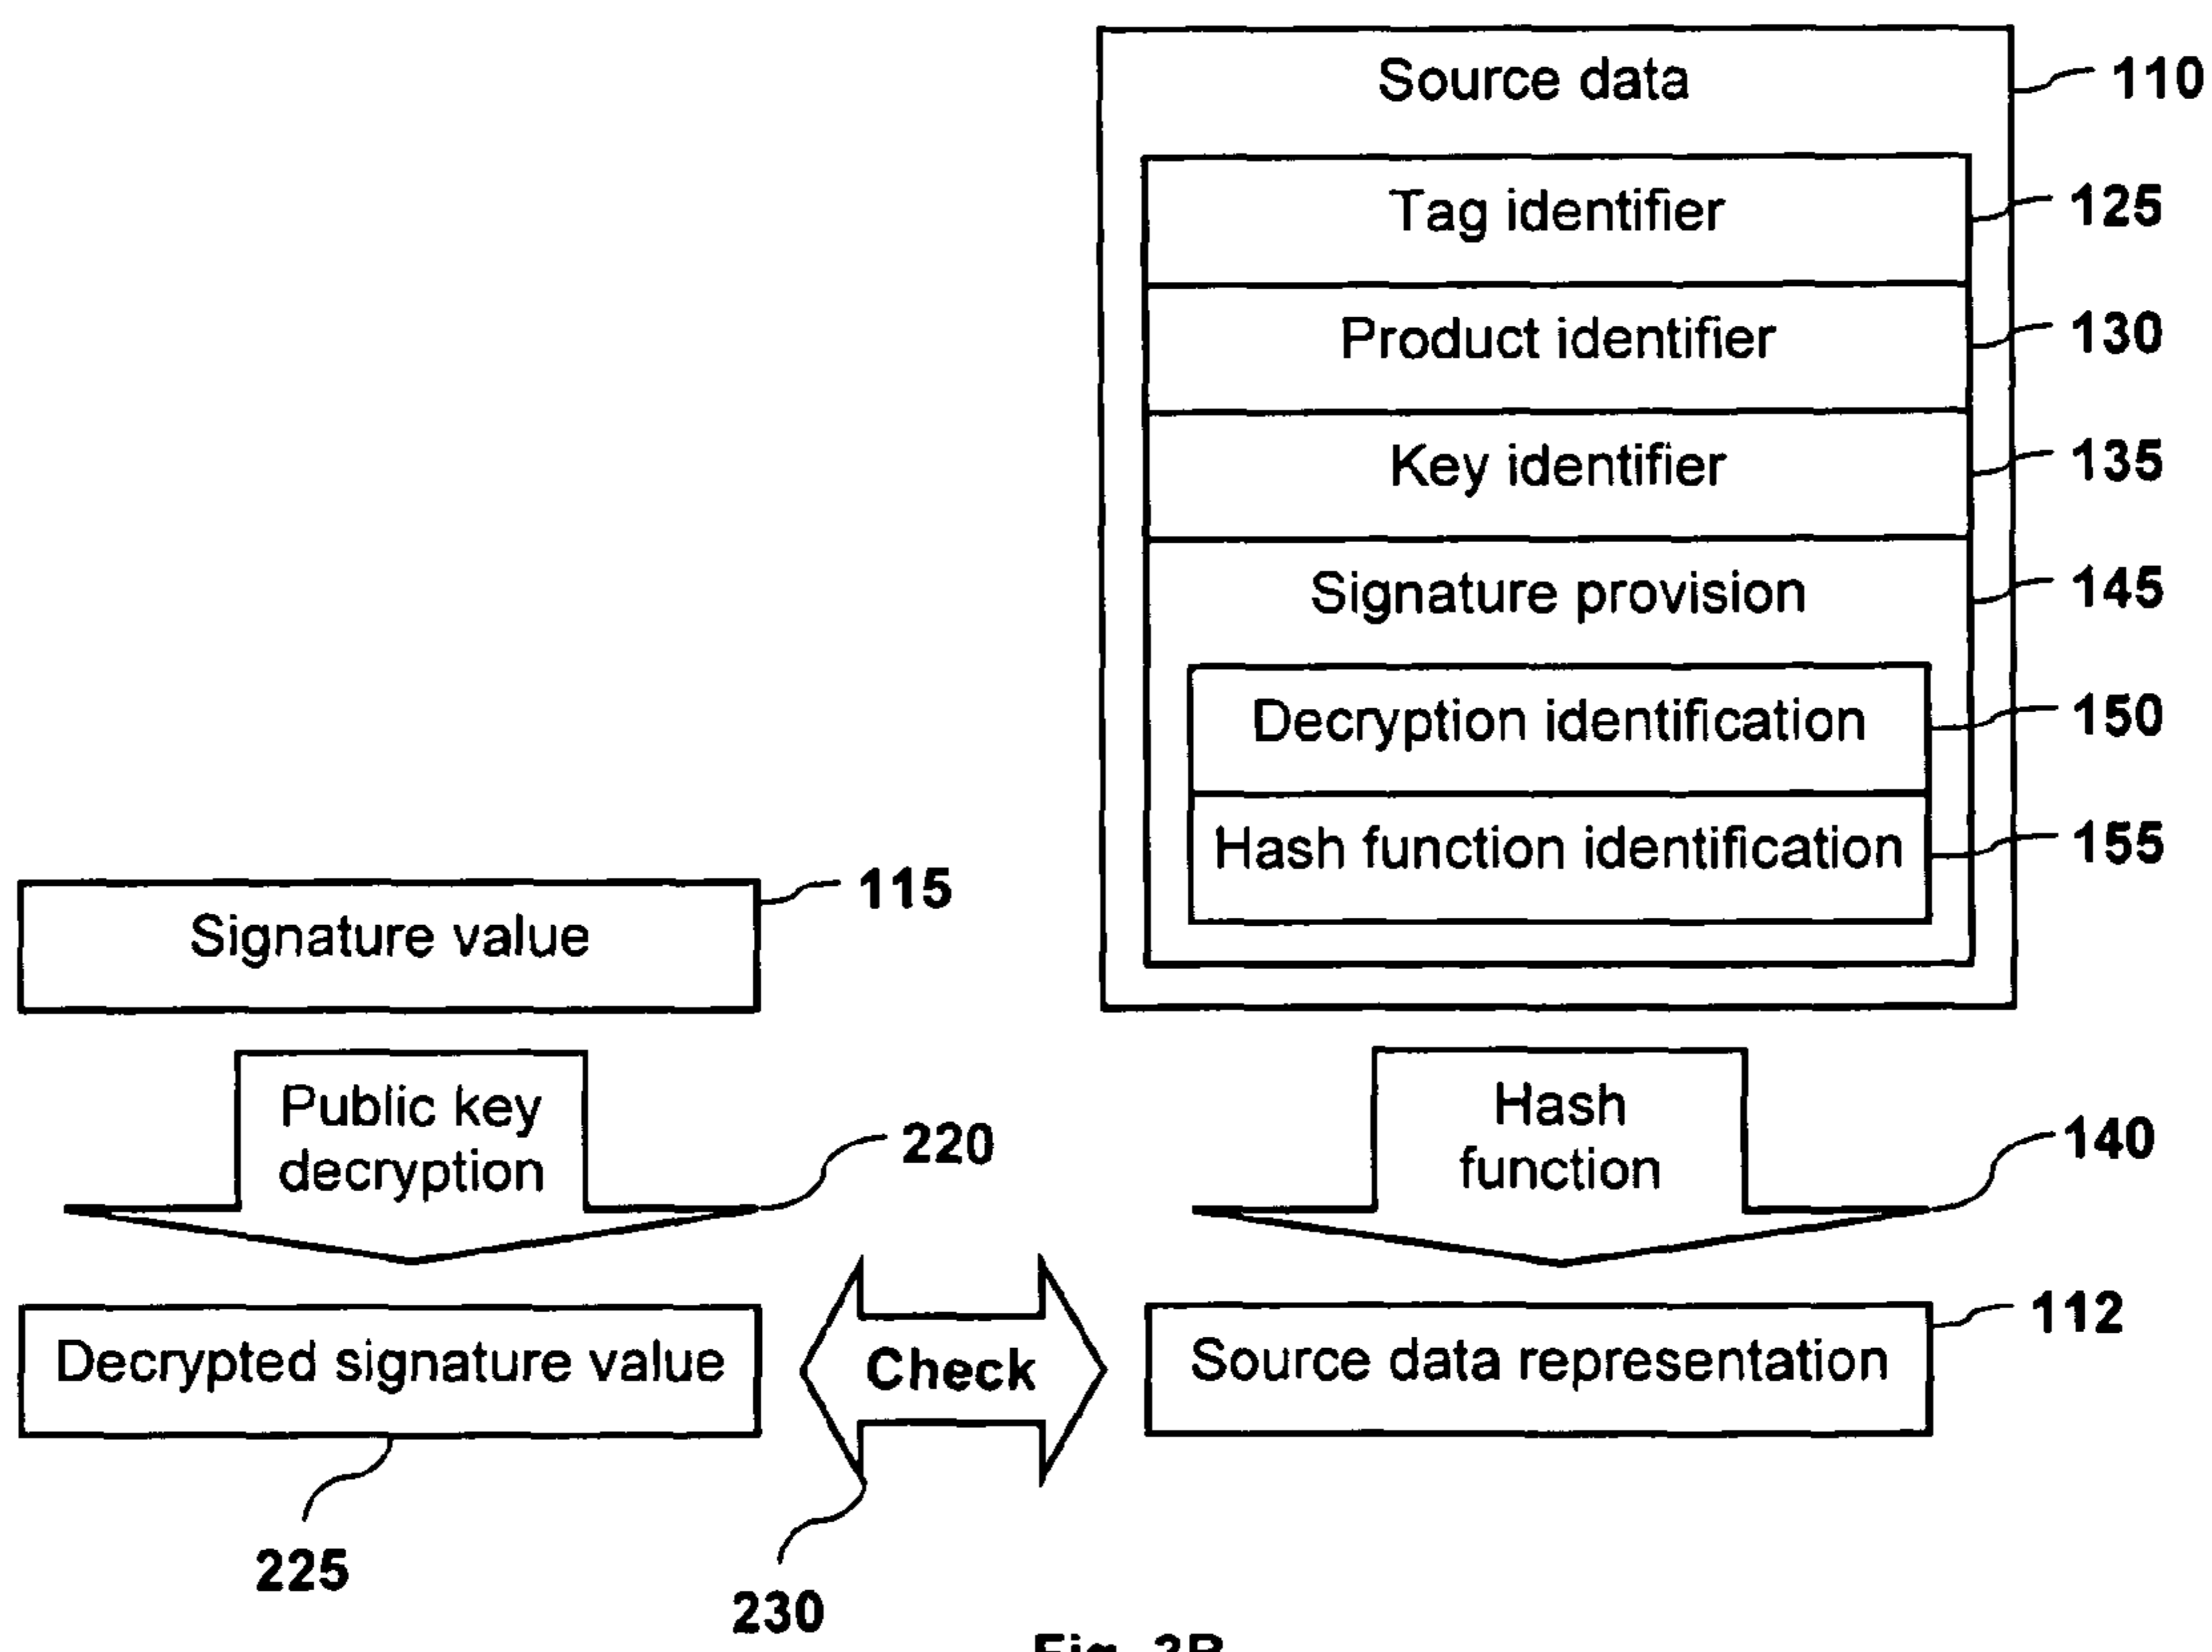 Source data
110
Tag identifier
125
Product identifier
130
Key identifier
135
Signature provision
145
Decryption identification
150
Hash function identification
155
Signature value
115
Public key
decryption
220
Hash
function
140
Decrypted signature value
225
Check
230
Source data representation
112
Fig. 3B